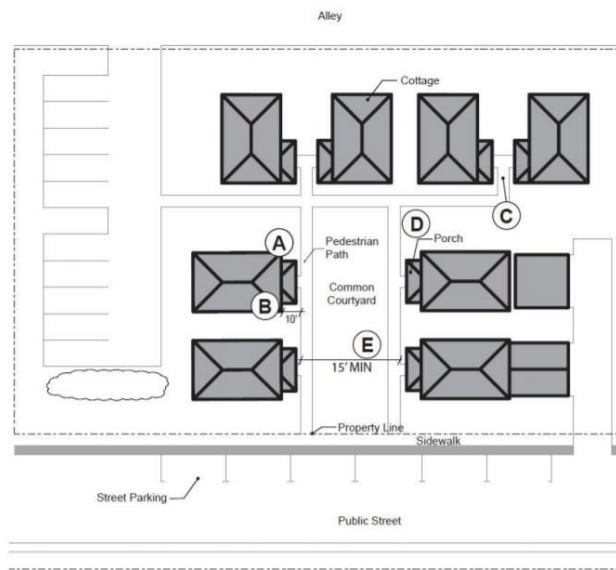 Alley
Cottage
C
A
D
Pedestrian
Path
Porch
Common
Courtyard
B
10'
E
15' MIN
Property Line
Sidewalk
Street Parking
Public Street